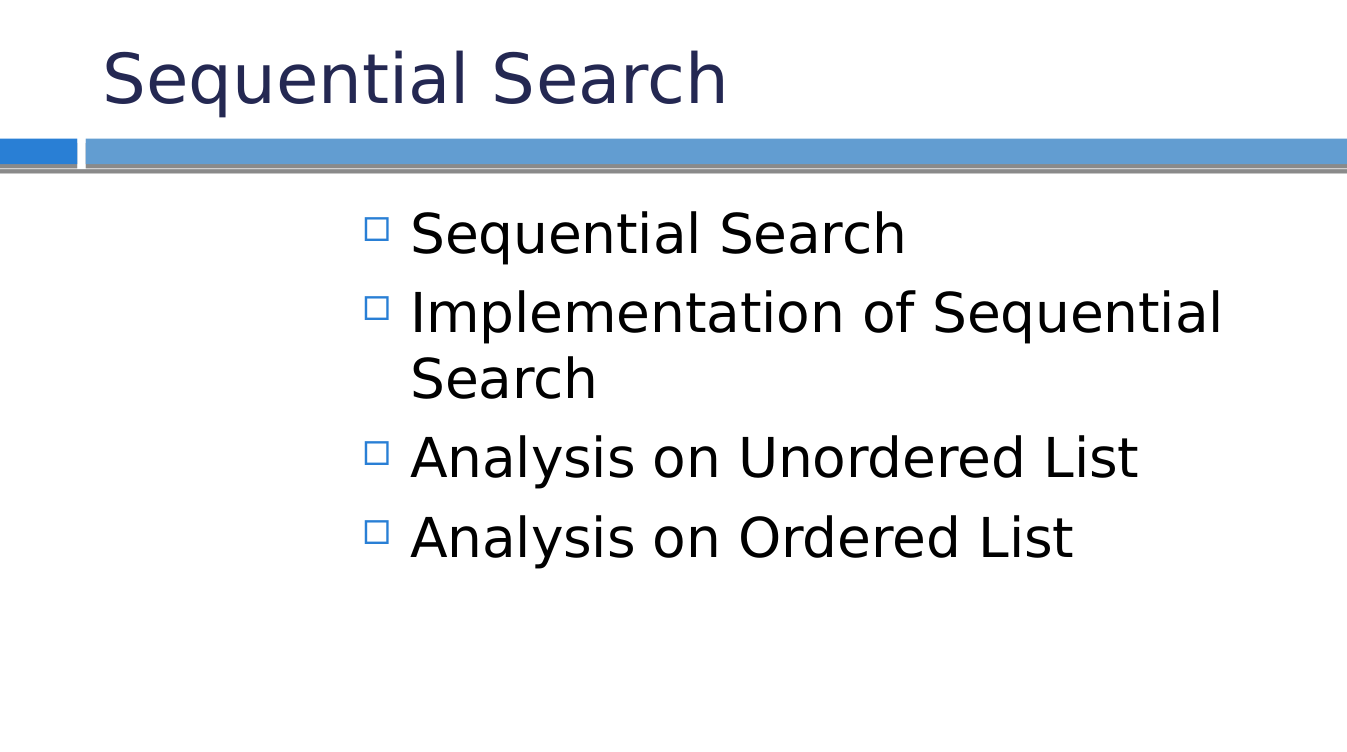 Sequential Search
Sequential Search
Implementation of Sequential
Search
Analysis on Unordered List
Analysis on Ordered List